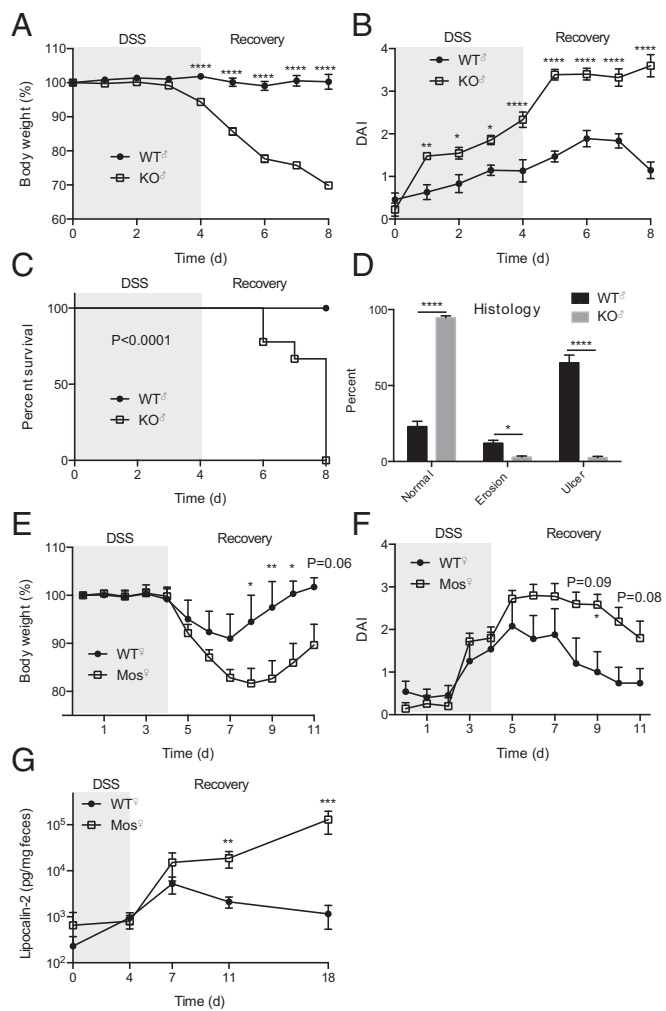 A
DSS Recovery
110
100
90
80
70
60
Body weight (%)
**** **** **** **** ****
WT♂
KO♂
0 2 4 6 8
Time (d)
B
DSS Recovery
4
3
2
1
0
DAI
WT♂
KO♂
** * * **** **** **** **** ****
0 2 4 6 8
Time (d)
C
DSS Recovery
100
50
0
Percent survival
P<0.0001
WT♂
KO♂
0 2 4 6 8
Time (d)
D
Histology
WT♂
KO♂
100
50
0
Percent
**** * ****
Normal Erosion Ulcer
E
DSS Recovery
110
100
90
80
Body weight (%)
* ** * P=0.06
WT♀
Mos♀
1 3 5 7 9 11
Time (d)
F
DSS Recovery
4
3
2
1
0
DAI
WT♀
Mos♀
P=0.09
* P=0.08
1 3 5 7 9 11
Time (d)
G
DSS Recovery
WT♀
Mos♀
10⁵
10⁴
10³
10²
Lipocalin-2 (pg/mg feces)
** ***
0 4 7 11 18
Time (d)